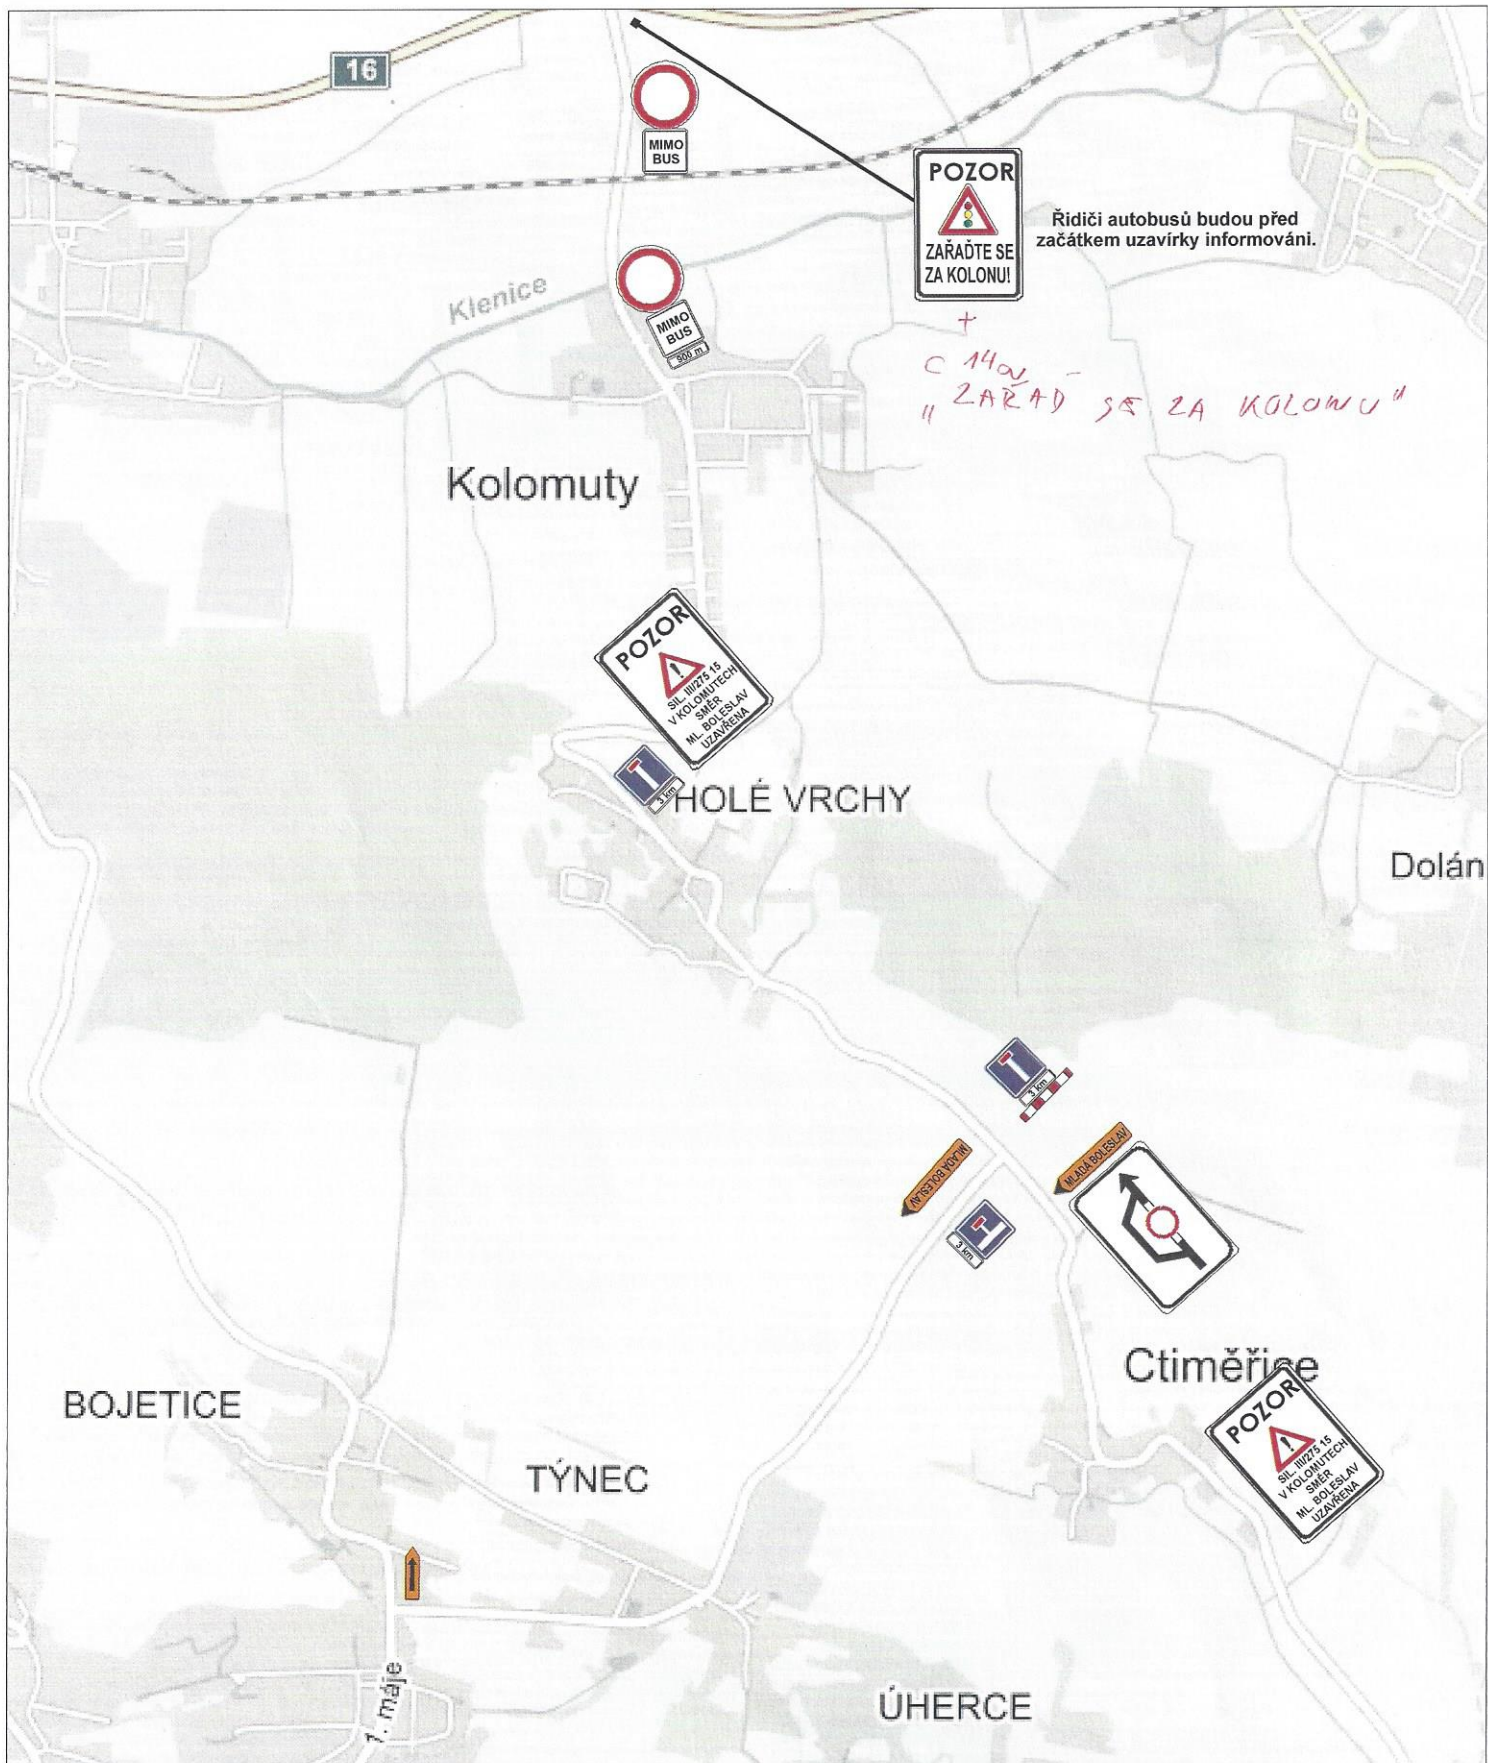 16
MIMO
BUS
POZOR
ZAŘAĎTE SE
ZA KOLONU!
Řidiči autobusů budou před
začátkem uzavírky informováni.
Klenice
MIMO
BUS
900 m
+
C 14a
"ZAŘAĎ SE ZA KOLONU"
Kolomuty
POZOR
!
SIL. III/275 15
V KOLOMUTECH
SMĚR
ML. BOLESLAV
UZAVŘENA
3 km
HOLÉ VRCHY
Dolán
3 km
MLADÁ BOLESLAV
MLADÁ BOLESLAV
3 km
Ctiměřice
BOJETICE
POZOR
!
SIL. III/275 15
V KOLOMUTECH
SMĚR
ML. BOLESLAV
UZAVŘENA
TÝNEC
1. máje
ÚHERCE